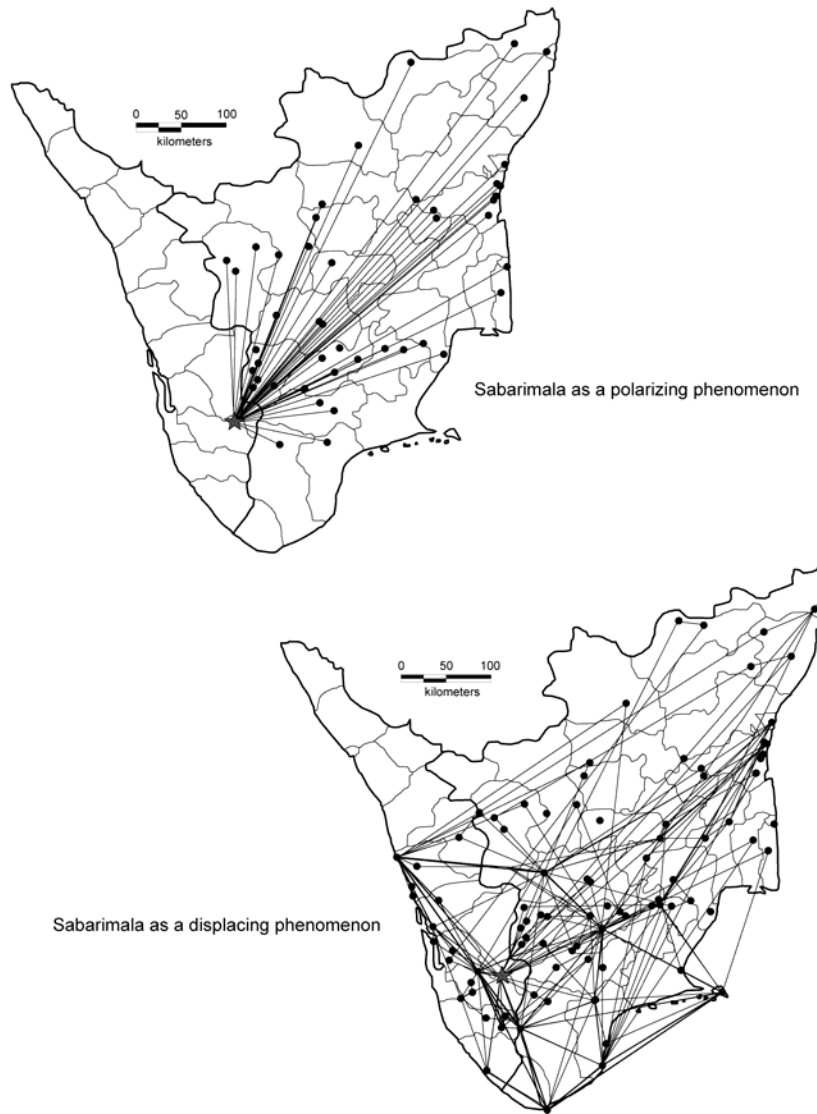 0 50 100
kilometers
Sabarimala as a polarizing phenomenon
0 50 100
kilometers
Sabarimala as a displacing phenomenon